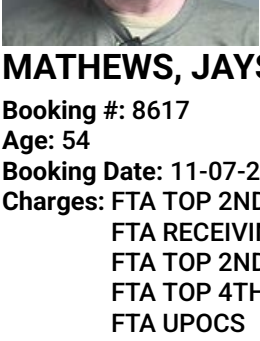 MATHEWS, JAYS
Booking #: 8617
Age: 54
Booking Date: 11-07-2
Charges: FTA TOP 2ND
FTA RECEIVI
FTA TOP 2ND
FTA TOP 4TH
FTA UPOCS